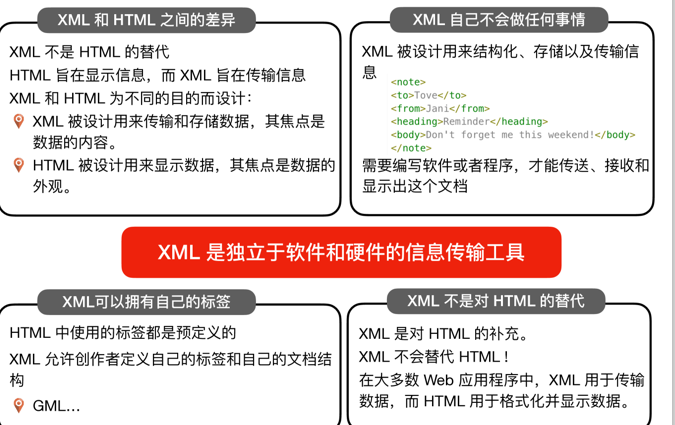 XML 和 HTML 之间的差异
XML 不是 HTML 的替代
HTML 旨在显示信息，而 XML 旨在传输信息
XML 和 HTML 为不同的目的而设计：
XML 被设计用来传输和存储数据，其焦点是
数据的内容。
HTML 被设计用来显示数据，其焦点是数据的
外观。
XML 自己不会做任何事情
XML 被设计用来结构化、存储以及传输信
息
<note>
<to>Tove</to>
<from>Jani</from>
<heading>Reminder</heading>
<body>Don't forget me this weekend!</body>
</note>
需要编写软件或者程序，才能传送、接收和
显示出这个文档
XML 是独立于软件和硬件的信息传输工具
XML可以拥有自己的标签
HTML 中使用的标签都是预定义的
XML 允许创作者定义自己的标签和自己的文档结
构
GML...
XML 不是对 HTML 的替代
XML 是对 HTML 的补充。
XML 不会替代 HTML！
在大多数 Web 应用程序中，XML 用于传输
数据，而 HTML 用于格式化并显示数据。